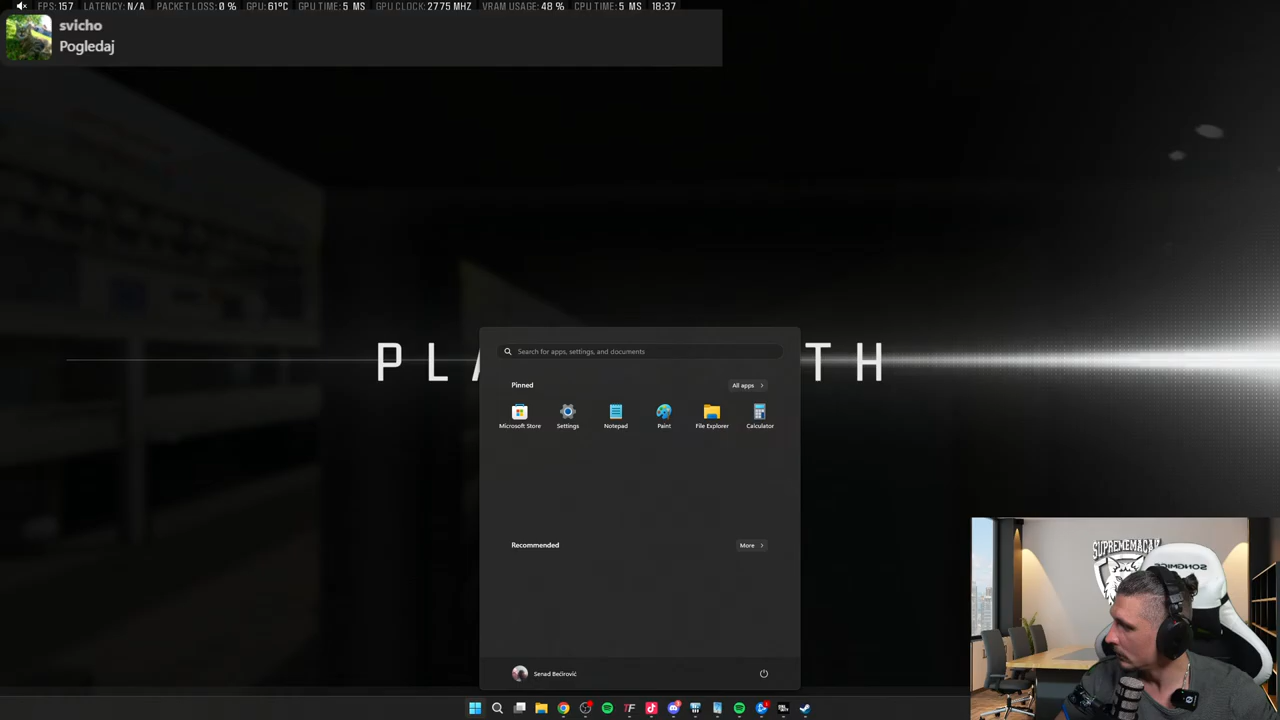 FPS: 157 LATENCY: N/A PACKET LOSS: 0 % GPU: 61°C GPU TIME: 5 MS GPU CLOCK: 2775 MHZ VRAM USAGE: 48 % CPU TIME: 5 MS 18:37
svicho
Pogledaj
Search for apps, settings, and documents
PLA TH
Pinned
All apps
Microsoft Store Settings Notepad Paint File Explorer Calculator
Recommended
More
SUPREMEMACAK
SONGMICS
Senad Bećirović